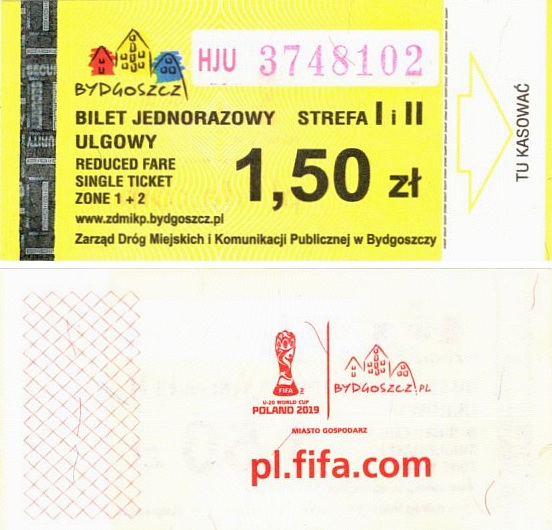 BYDGOSZCZ
HJU 3748102
BILET JEDNORAZOWY STREFA I i II
ULGOWY
REDUCED FARE
SINGLE TICKET
ZONE 1 + 2
1,50 zł
www.zdmikp.bydgoszcz.pl
Zarząd Dróg Miejskich i Komunikacji Publicznej w Bydgoszczy
TU KASOWAĆ
FIFA
U-20 WORLD CUP
POLAND 2019
BYDGOSZCZ.PL
MIASTO GOSPODARZ
pl.fifa.com